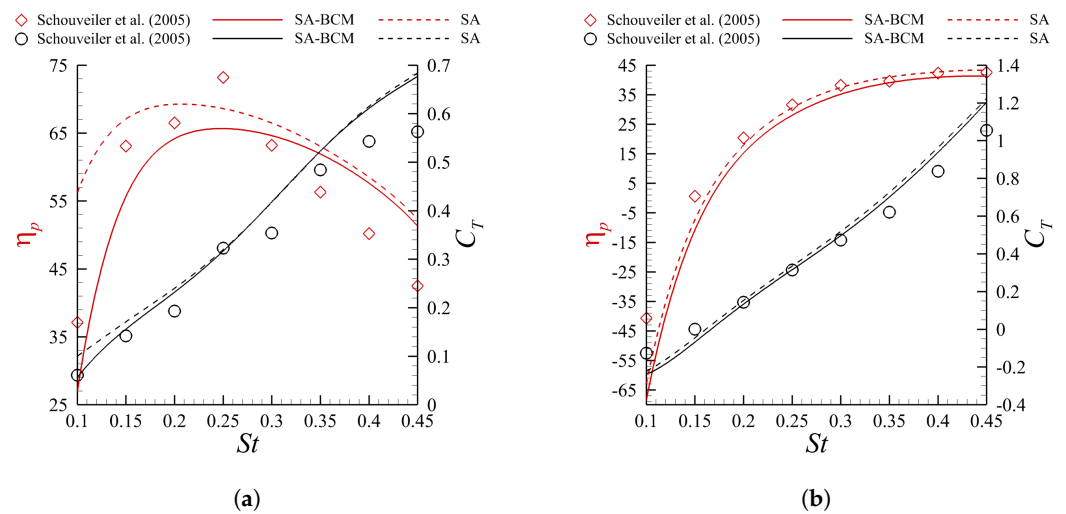 Schouveiler et al. (2005) SA-BCM SA
Schouveiler et al. (2005) SA-BCM SA
75
65
55
45
35
25
η_p
0.7
0.6
0.5
0.4
0.3
0.2
0.1
0
C_T
0.1 0.15 0.2 0.25 0.3 0.35 0.4 0.45
St
(a)
Schouveiler et al. (2005) SA-BCM SA
Schouveiler et al. (2005) SA-BCM SA
45
35
25
15
5
-5
-15
-25
-35
-45
-55
-65
η_p
1.4
1.2
1
0.8
0.6
0.4
0.2
0
-0.2
-0.4
C_T
0.1 0.15 0.2 0.25 0.3 0.35 0.4 0.45
St
(b)